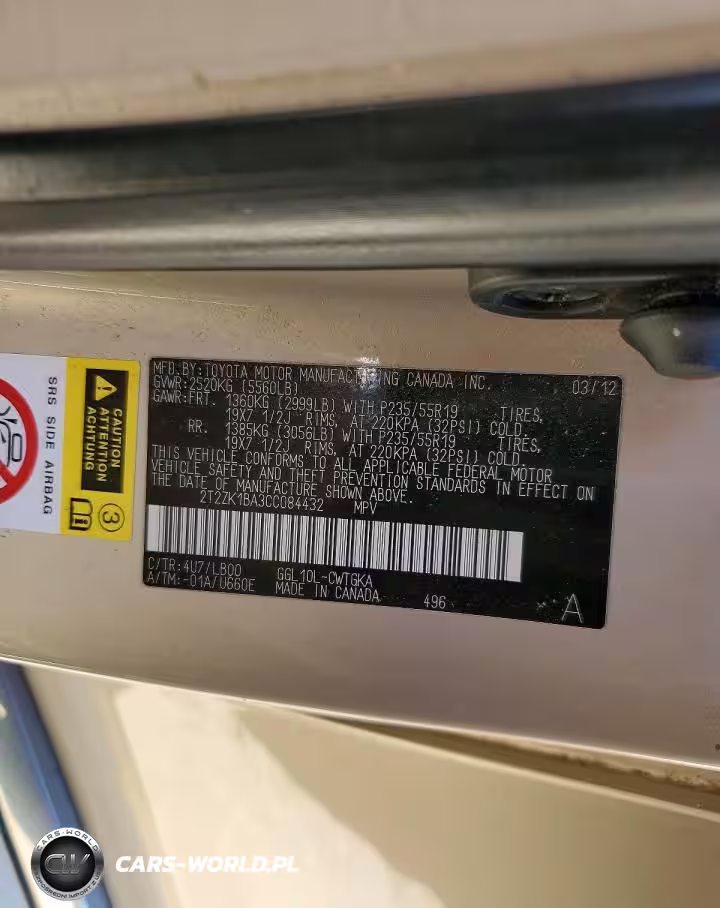 MFD.BY:TOYOTA MOTOR MANUFACTURING CANADA INC. 03/12
GVWR:2520KG (5560LB)
GAWR:FRT. 1360KG (2999LB) WITH P235/55R19 TIRES,
19X7 1/2J RIMS, AT 220KPA (32PSI) COLD
RR. 1385KG (3056LB) WITH P235/55R19 TIRES,
19X7 1/2J RIMS, AT 220KPA (32PSI) COLD
THIS VEHICLE CONFORMS TO ALL APPLICABLE FEDERAL MOTOR
VEHICLE SAFETY AND THEFT PREVENTION STANDARDS IN EFFECT ON
THE DATE OF MANUFACTURE SHOWN ABOVE.
2T2ZK1BA3CC084432 MPV
C/TR:4U7/LB00 GGL10L-CWTGKA
A/TM:-01A/U660E MADE IN CANADA 496 A
SRS SIDE AIRBAG
CAUTION
ATTENTION
ACHTUNG
3
CARS-WORLD
CW
CARS-WORLD.PL